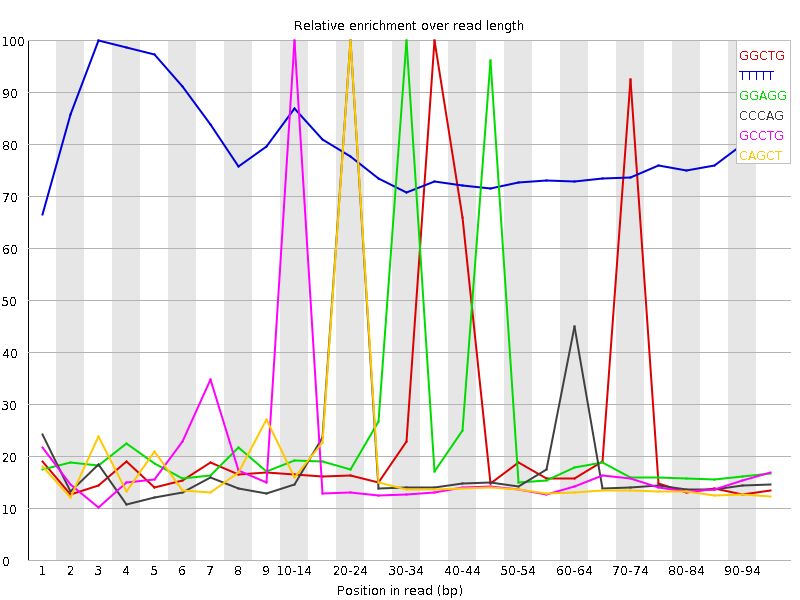 Relative enrichment over read length
100
90
80
70
60
50
40
30
20
10
0
GGCTG
TTTTT
GGAGG
CCCAG
GCCTG
CAGCT
1 2 3 4 5 6 7 8 9 10-14 20-24 30-34 40-44 50-54 60-64 70-74 80-84 90-94
Position in read (bp)